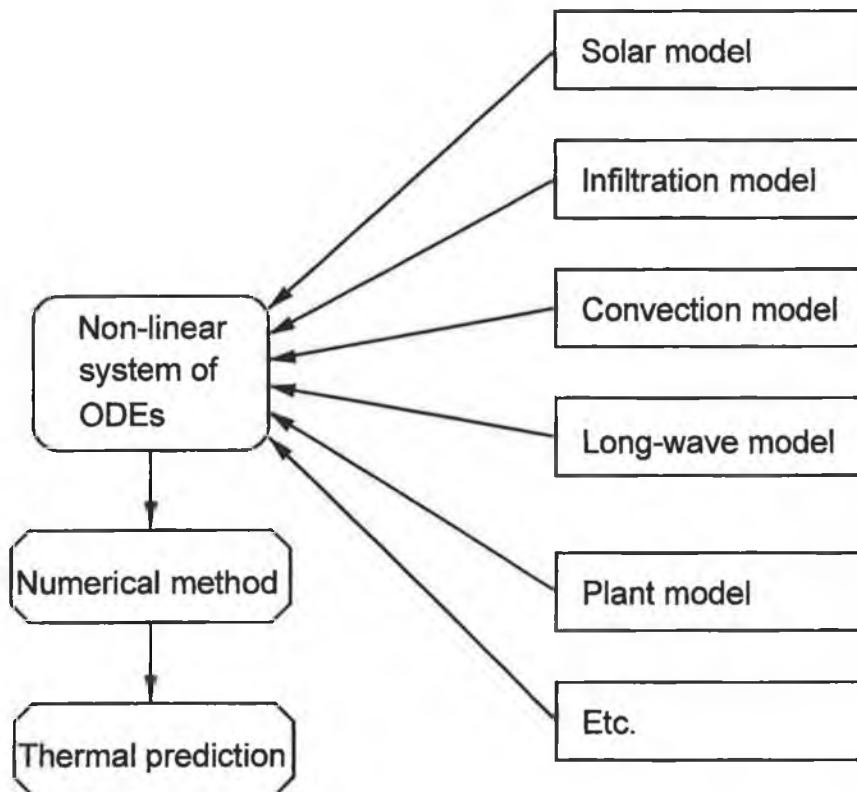 Solar model
Infiltration model
Convection model
Non-linear
system of
ODEs
Long-wave model
Numerical method
Plant model
Thermal prediction
Etc.